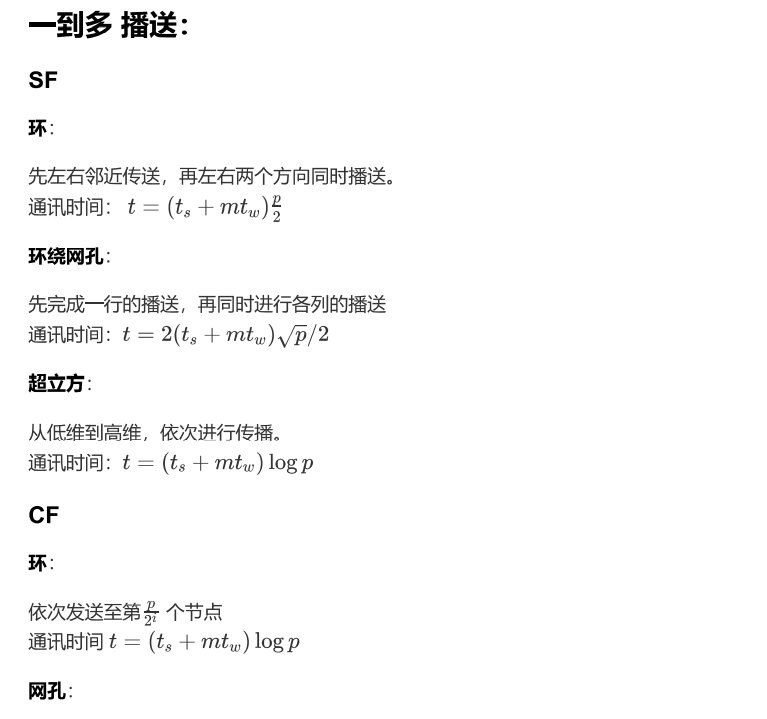 一到多 播送：
SF
环：
先左右邻近传送，再左右两个方向同时播送。
通讯时间： $t = (t_s + mt_w)\frac{p}{2}$
环绕网孔：
先完成一行的播送，再同时进行各列的播送
通讯时间：$t = 2(t_s + mt_w)\sqrt{p}/2$
超立方：
从低维到高维，依次进行传播。
通讯时间：$t = (t_s + mt_w)\log p$
CF
环：
依次发送至第$\frac{p}{2^i}$ 个节点
通讯时间 $t = (t_s + mt_w)\log p$
网孔：